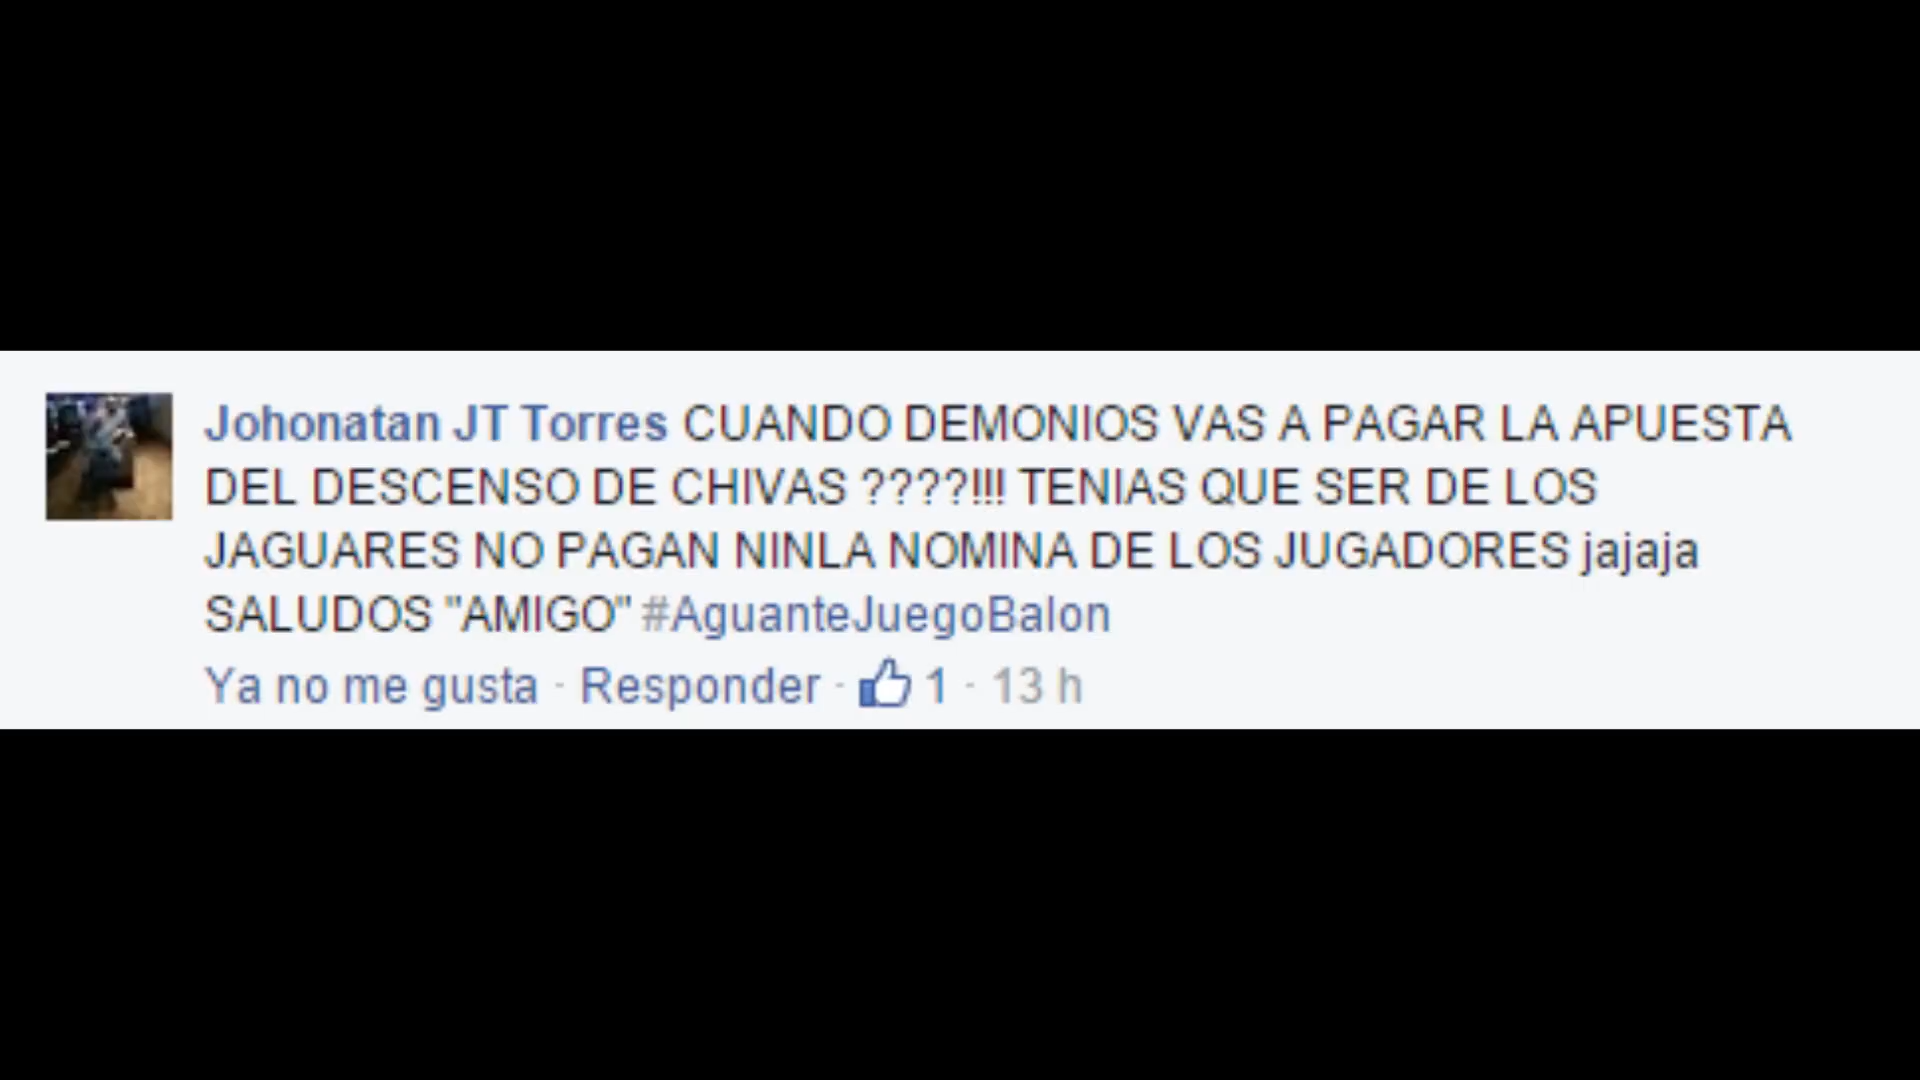 Johonatan JT Torres CUANDO DEMONIOS VAS A PAGAR LA APUESTA
DEL DESCENSO DE CHIVAS ????!!! TENIAS QUE SER DE LOS
JAGUARES NO PAGAN NINLA NOMINA DE LOS JUGADORES jajaja
SALUDOS "AMIGO" #AguanteJuegoBalon
Ya no me gusta · Responder · 1 · 13 h